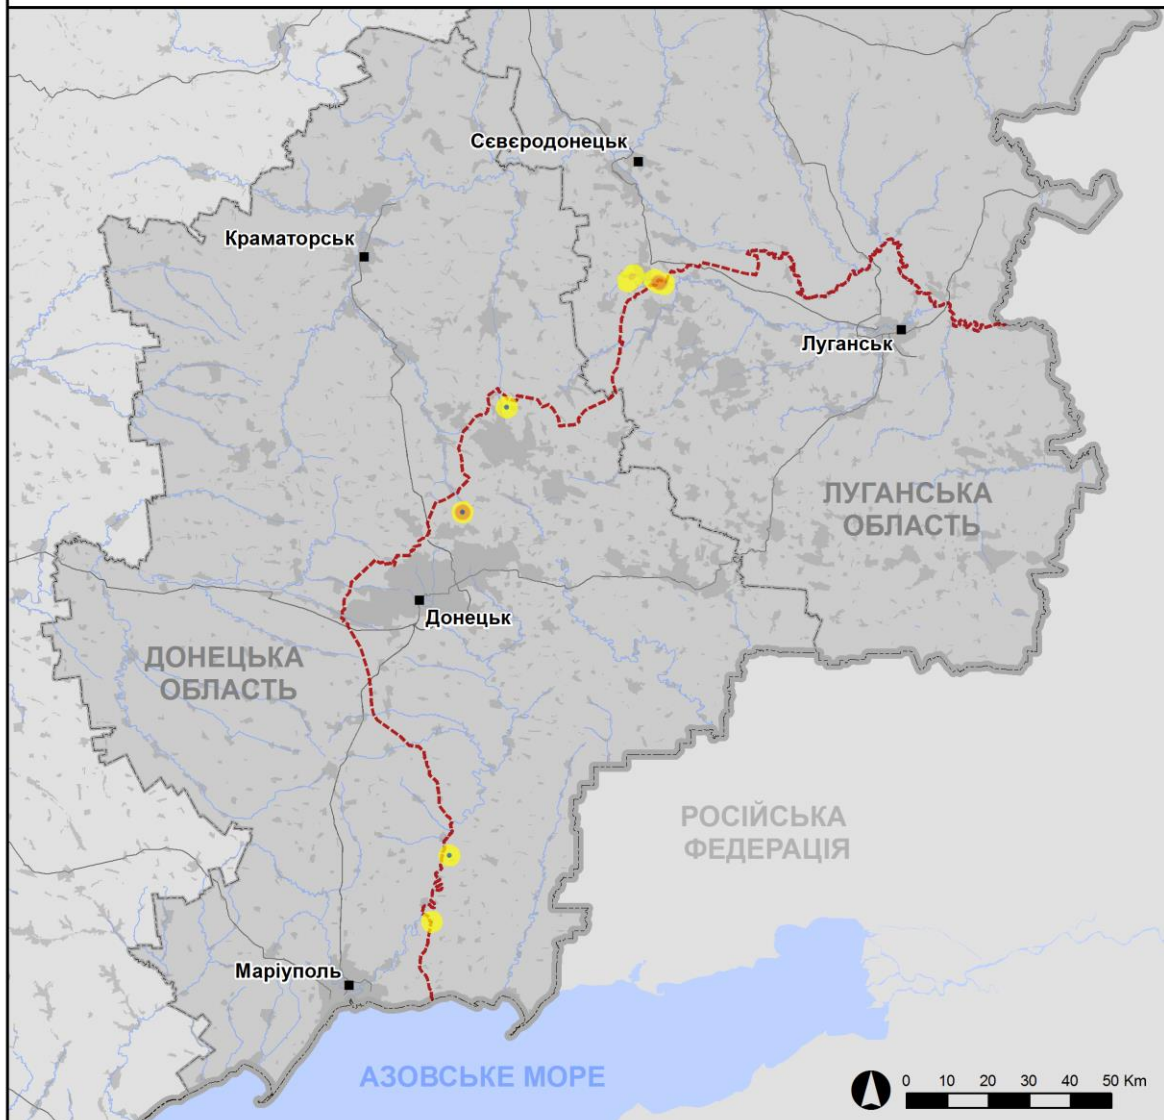 Сєвєродонецьк
Краматорськ
Луганськ
ЛУГАНСЬКА
ОБЛАСТЬ
Донецьк
ДОНЕЦЬКА
ОБЛАСТЬ
РОСІЙСЬКА
ФЕДЕРАЦІЯ
Маріуполь
АЗОВСЬКЕ МОРЕ
0 10 20 30 40 50 Km